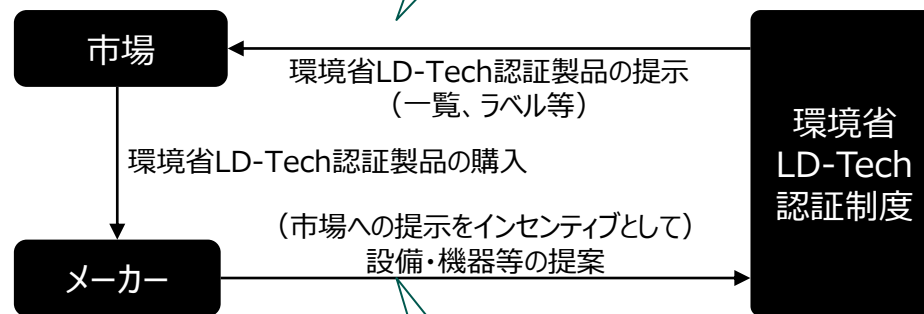 市場
環境省LD-Tech認証製品の提示
（一覧、ラベル等）
環境省LD-Tech認証製品の購入
環境省
LD-Tech
認証制度
（市場への提示をインセンティブとして）
設備・機器等の提案
メーカー